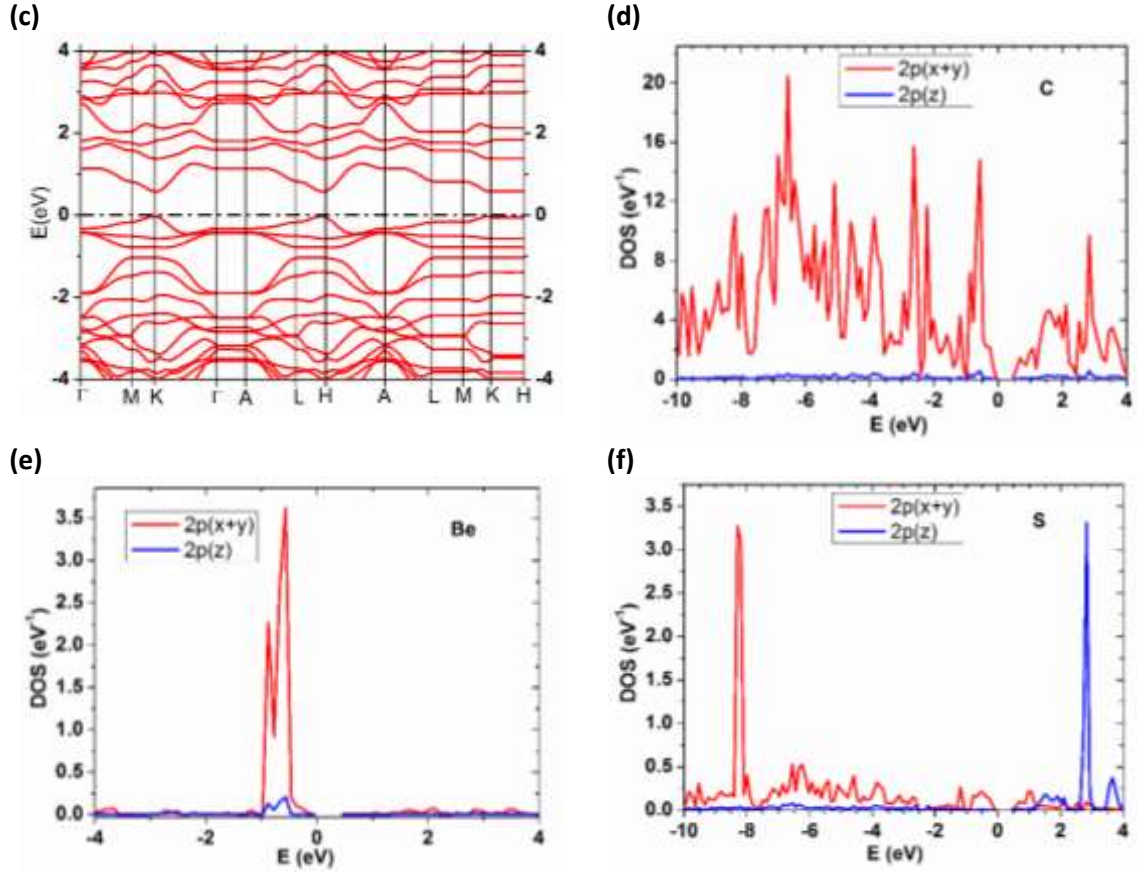 (c)
4
2
0
-2
-4
E(eV)
4
2
0
-2
-4
Γ M K Γ A L H A L M K H
(d)
2p(x+y)
2p(z)
C
20
16
12
8
4
0
DOS (eV⁻¹)
-10 -8 -6 -4 -2 0 2 4
E (eV)
(e)
2p(x+y)
2p(z)
Be
3.5
3.0
2.5
2.0
1.5
1.0
0.5
0.0
DOS (eV⁻¹)
-4 -2 0 2 4
E (eV)
(f)
2p(x+y)
2p(z)
S
3.5
3.0
2.5
2.0
1.5
1.0
0.5
0.0
DOS (eV⁻¹)
-10 -8 -6 -4 -2 0 2 4
E (eV)